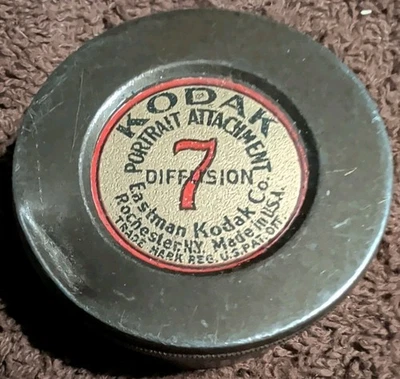 KODAK
PORTRAIT ATTACHMENT
7
DIFFUSION
Eastman Kodak Co.
Rochester, N.Y. Made in U.S.A.
TRADE MARK REG. U.S. PAT. OFF.